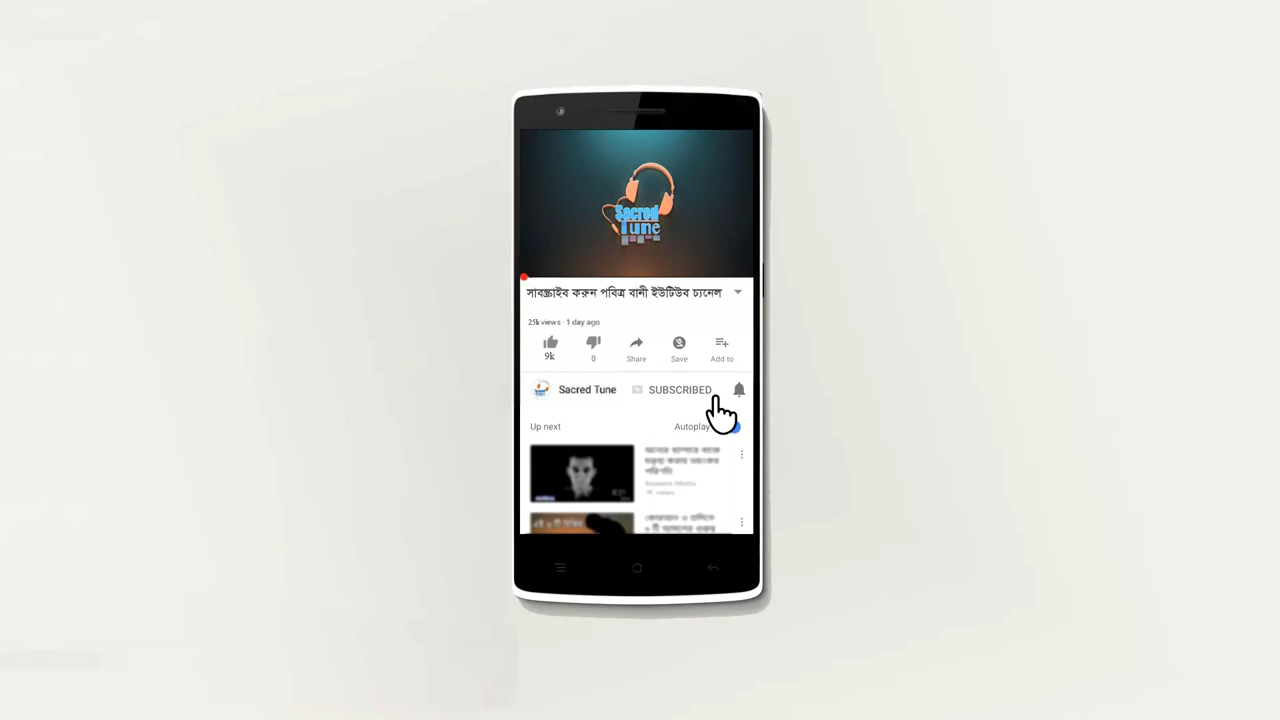 Sacred
Tune
সাবস্ক্রাইব করুন পবিত্র বানী ইউটিউব চ্যনেল
25k views · 1 day ago
9k
0
Share
Save
Add to
Sacred Tune
SUBSCRIBED
Up next
Autoplay